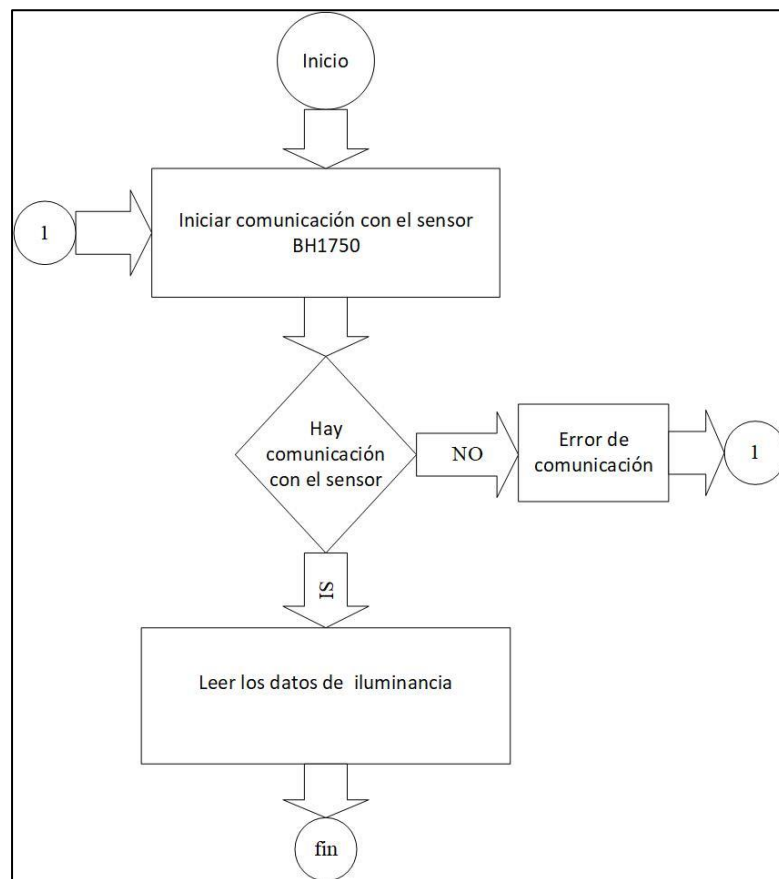 Inicio
1
Iniciar comunicación con el sensor
BH1750
Hay
comunicación
con el sensor
NO
Error de
comunicación
1
SI
Leer los datos de iluminancia
fin